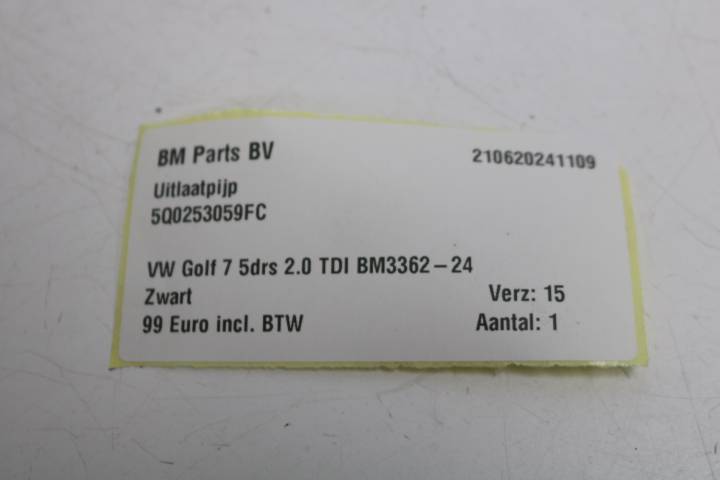 BM Parts BV 210620241109
Uitlaatpijp
5Q0253059FC
VW Golf 7 5drs 2.0 TDI BM3362-24
Zwart Verz: 15
99 Euro incl. BTW Aantal: 1